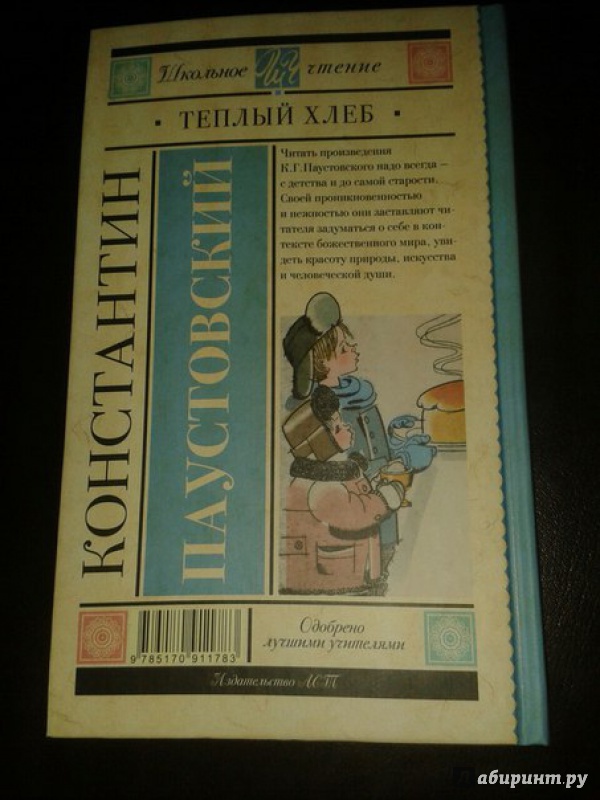 Школьное ШЧ чтение
ТЕПЛЫЙ ХЛЕБ
КОНСТАНТИН
ПАУСТОВСКИЙ
Читать произведения
К.Г.Паустовского надо всегда –
с детства и до самой старости.
Своей проникновенностью
и нежностью они заставляют чи-
тателя задуматься о себе в кон-
тексте божественного мира, уви-
деть красоту природы, искусства
и человеческой души.
9 785170 911783
Одобрено
лучшими учителями
Издательство АСТ
Лабиринт.ру